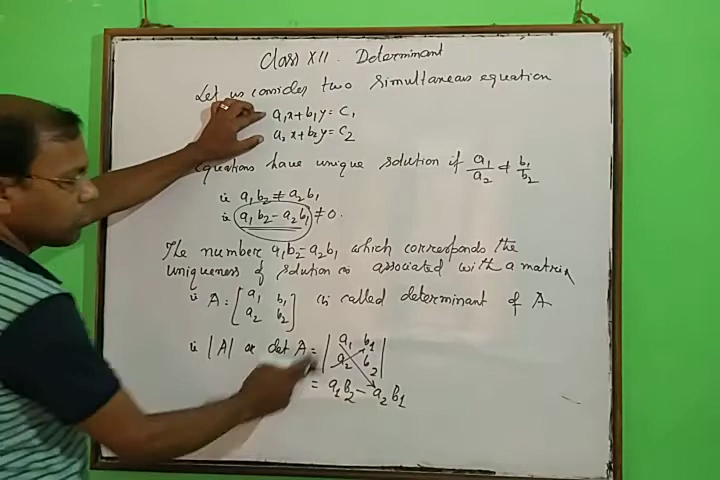 Class XII. Determinant
Let us consider two simultaneous equation
a₁x+b₁y = C₁
a₂x+b₂y = C₂
equations have unique solution if a₁/a₂ ≠ b₁/b₂
ie a₁b₂ ≠ a₂b₁
ie a₁b₂ - a₂b₁ ≠ 0.
The number a₁b₂ - a₂b₁ which corresponds the
uniqueness of solution is associated with a matrix
ie A = [a₁ b₁ is called determinant of A
a₂ b₂]
ie |A| or det A = |a₁ b₁
a₂ b₂|
= a₁b₂ - a₂b₁